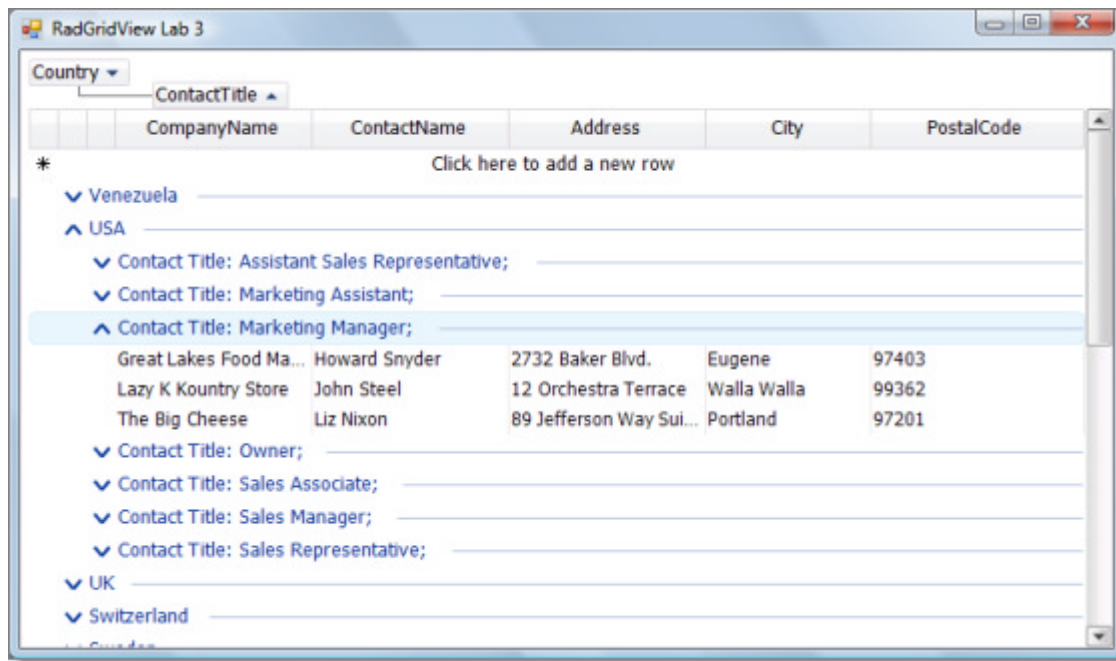 RadGridView Lab 3
Country
ContactTitle
CompanyName ContactName Address City PostalCode
* Click here to add a new row
Venezuela
USA
Contact Title: Assistant Sales Representative;
Contact Title: Marketing Assistant;
Contact Title: Marketing Manager;
Great Lakes Food Ma... Howard Snyder 2732 Baker Blvd. Eugene 97403
Lazy K Kountry Store John Steel 12 Orchestra Terrace Walla Walla 99362
The Big Cheese Liz Nixon 89 Jefferson Way Sui... Portland 97201
Contact Title: Owner;
Contact Title: Sales Associate;
Contact Title: Sales Manager;
Contact Title: Sales Representative;
UK
Switzerland